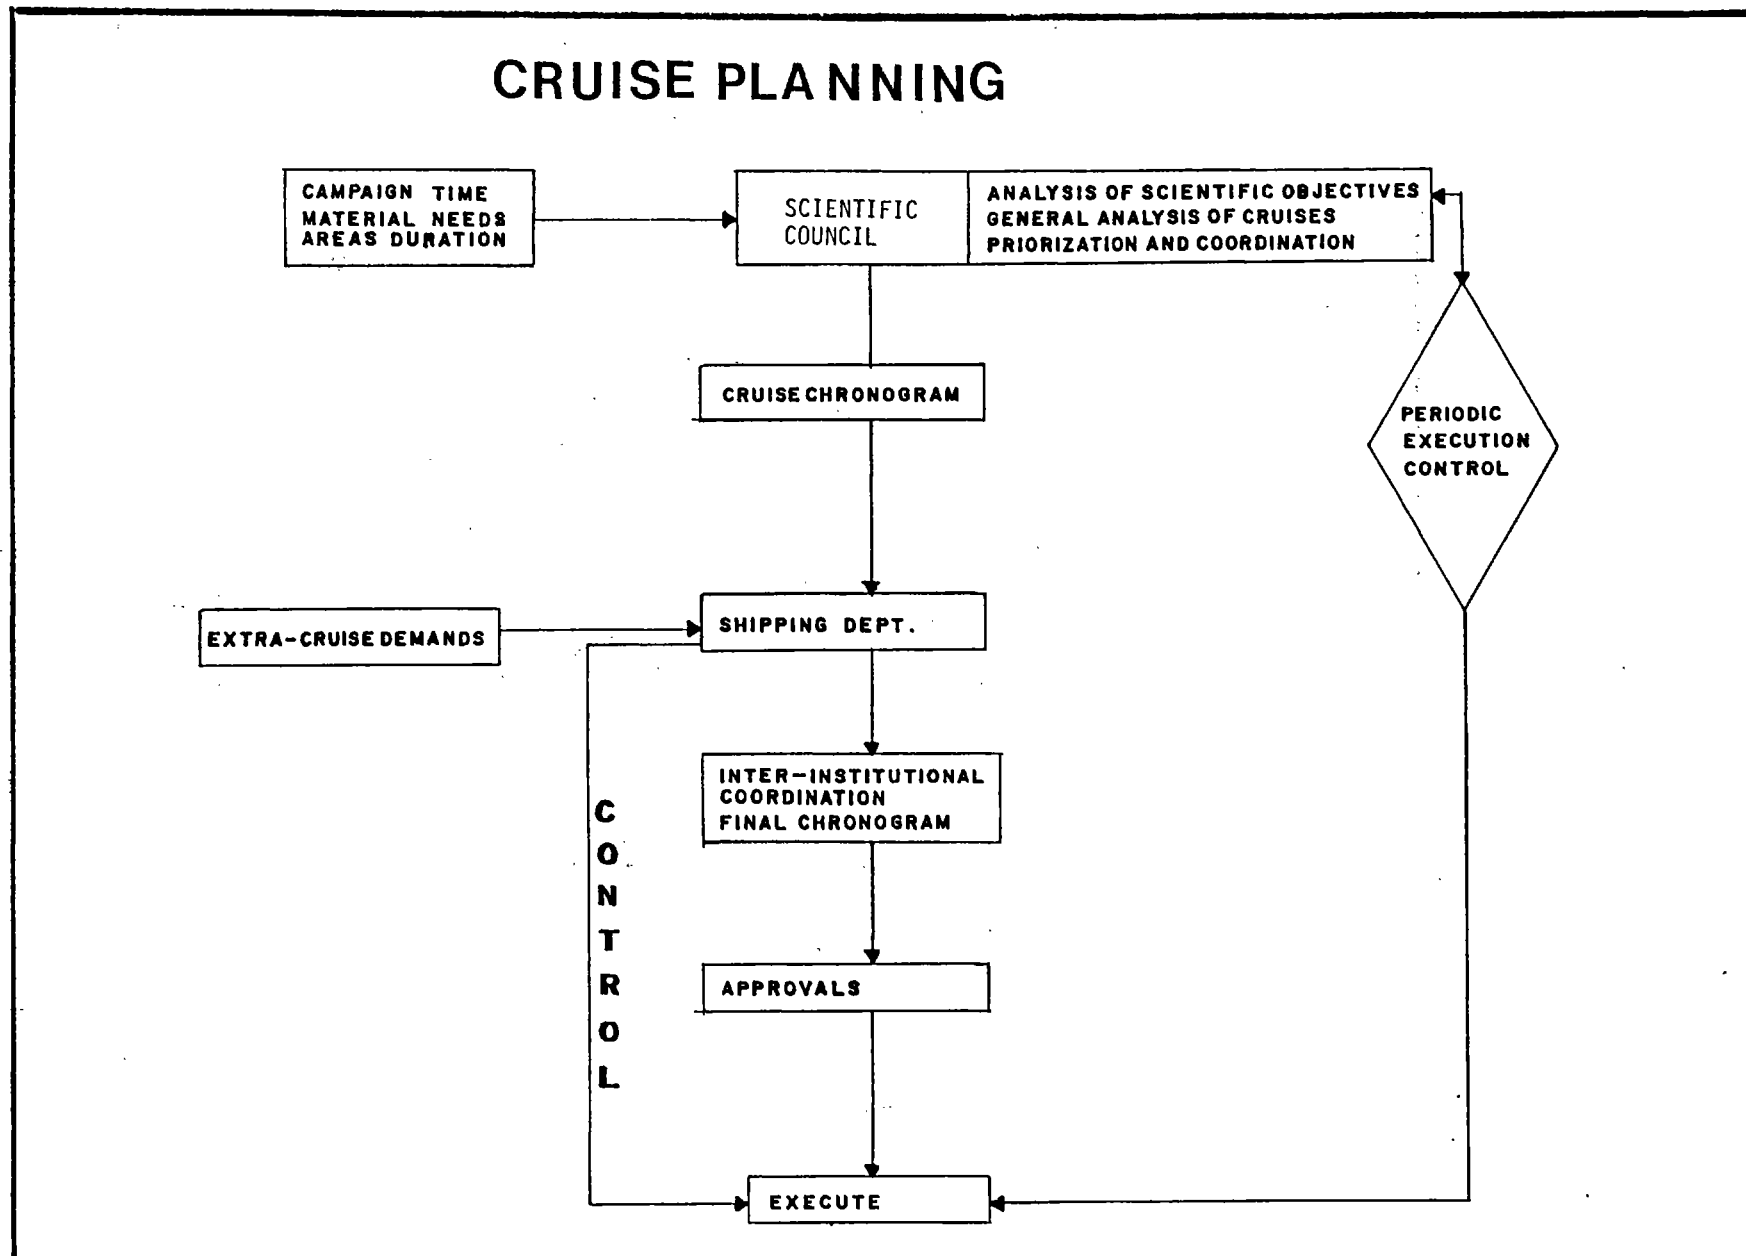 CRUISE PLANNING
CAMPAIGN TIME
MATERIAL NEEDS
AREAS DURATION
SCIENTIFIC
COUNCIL
ANALYSIS OF SCIENTIFIC OBJECTIVES
GENERAL ANALYSIS OF CRUISES
PRIORIZATION AND COORDINATION
CRUISE CHRONOGRAM
PERIODIC
EXECUTION
CONTROL
EXTRA-CRUISE DEMANDS
SHIPPING DEPT.
INTER-INSTITUTIONAL
COORDINATION
FINAL CHRONOGRAM
CONTROL
APPROVALS
EXECUTE